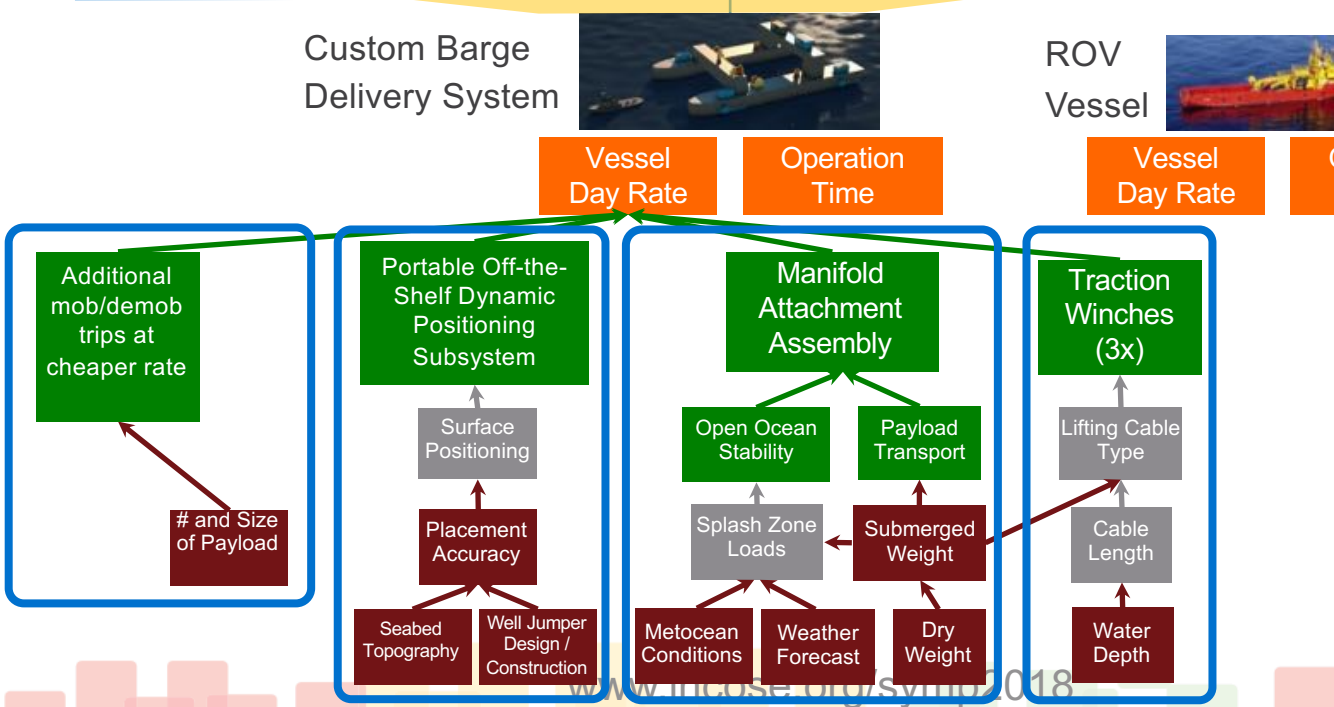 Custom Barge
Delivery System
ROV
Vessel
Vessel
Day Rate
Operation
Time
Vessel
Day Rate
Additional
mob/demob
trips at
cheaper rate
# and Size
of Payload
Portable Off-the-
Shelf Dynamic
Positioning
Subsystem
Surface
Positioning
Placement
Accuracy
Seabed
Topography
Well Jumper
Design /
Construction
Manifold
Attachment
Assembly
Open Ocean
Stability
Payload
Transport
Splash Zone
Loads
Submerged
Weight
Metocean
Conditions
Weather
Forecast
Dry
Weight
Traction
Winches
(3x)
Lifting Cable
Type
Cable
Length
Water
Depth
www.incose.org/symp2018